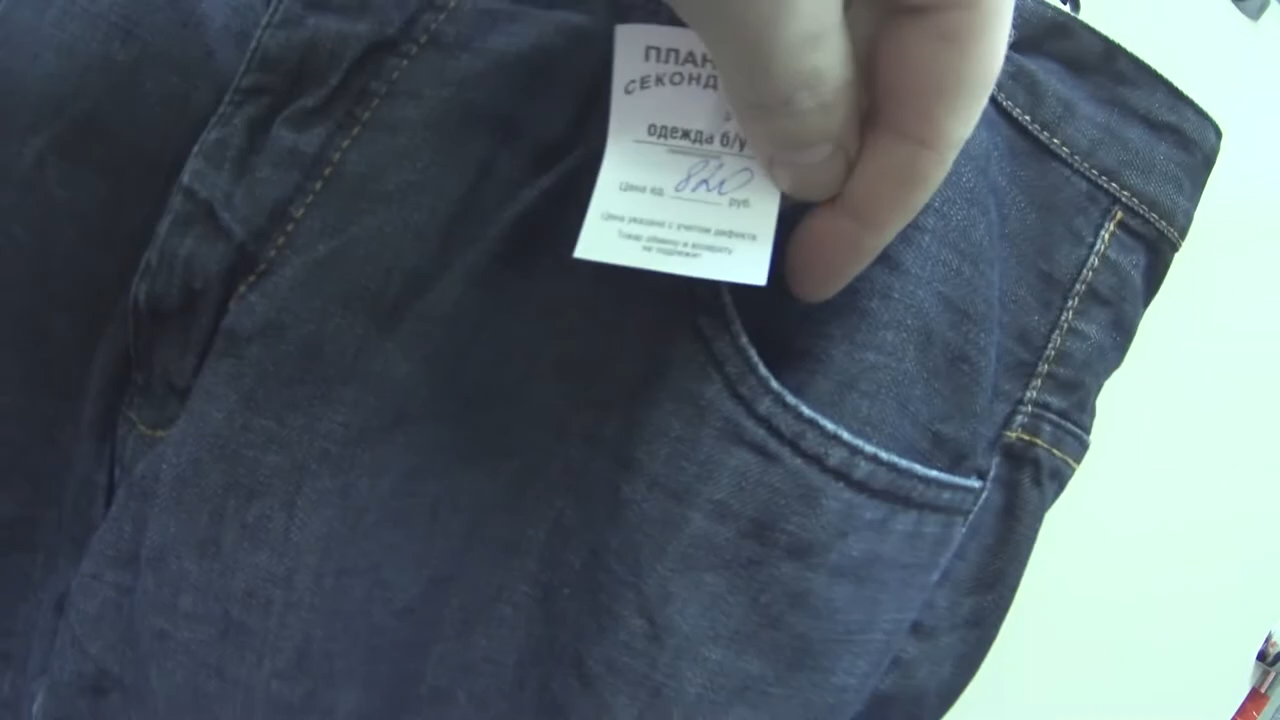 ПЛАН
СЕКОНД
одежда б/у
Цена ед. 820 руб.
Цена указана с учетом дефекта
Товар обмену и возврату
не подлежит